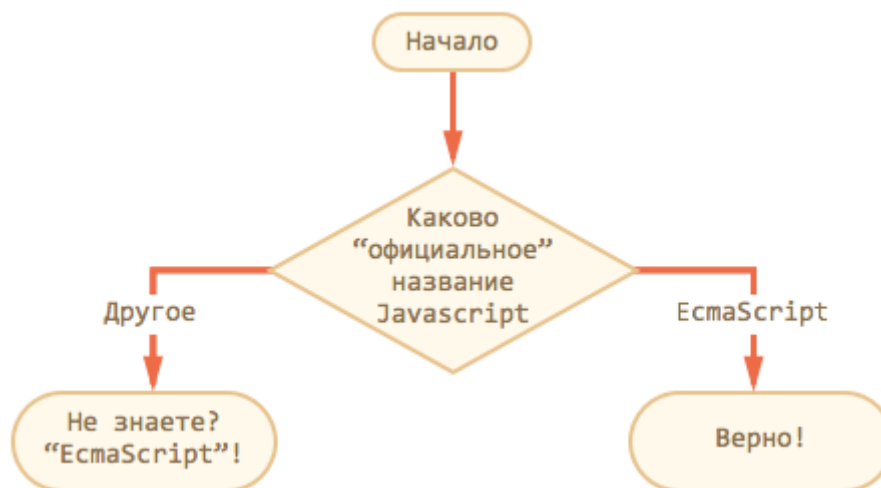 Начало
Каково
“официальное”
название
Javascript
Другое
EcmaScript
Не знаете?
“EcmaScript”!
Верно!